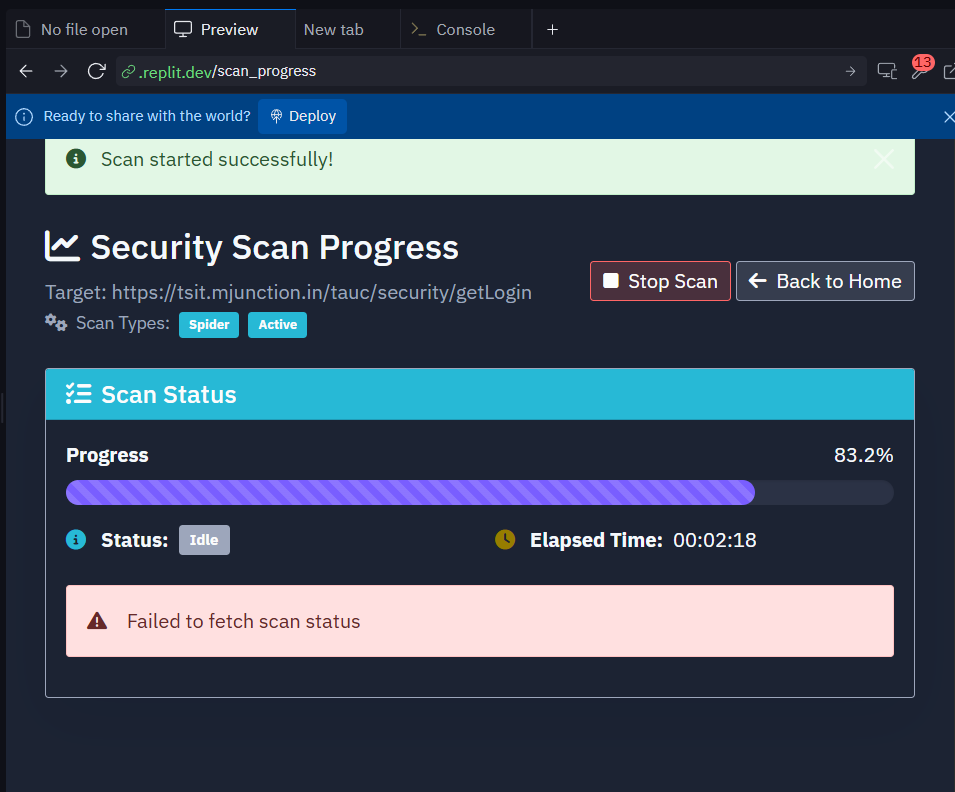 No file open
Preview
New tab
Console
.replit.dev/scan_progress
13
Ready to share with the world?
Deploy
Scan started successfully!
Security Scan Progress
Target: https://tsit.mjunction.in/tauc/security/getLogin
Scan Types: Spider Active
Stop Scan
Back to Home
Scan Status
Progress 83.2%
Status: Idle
Elapsed Time: 00:02:18
Failed to fetch scan status